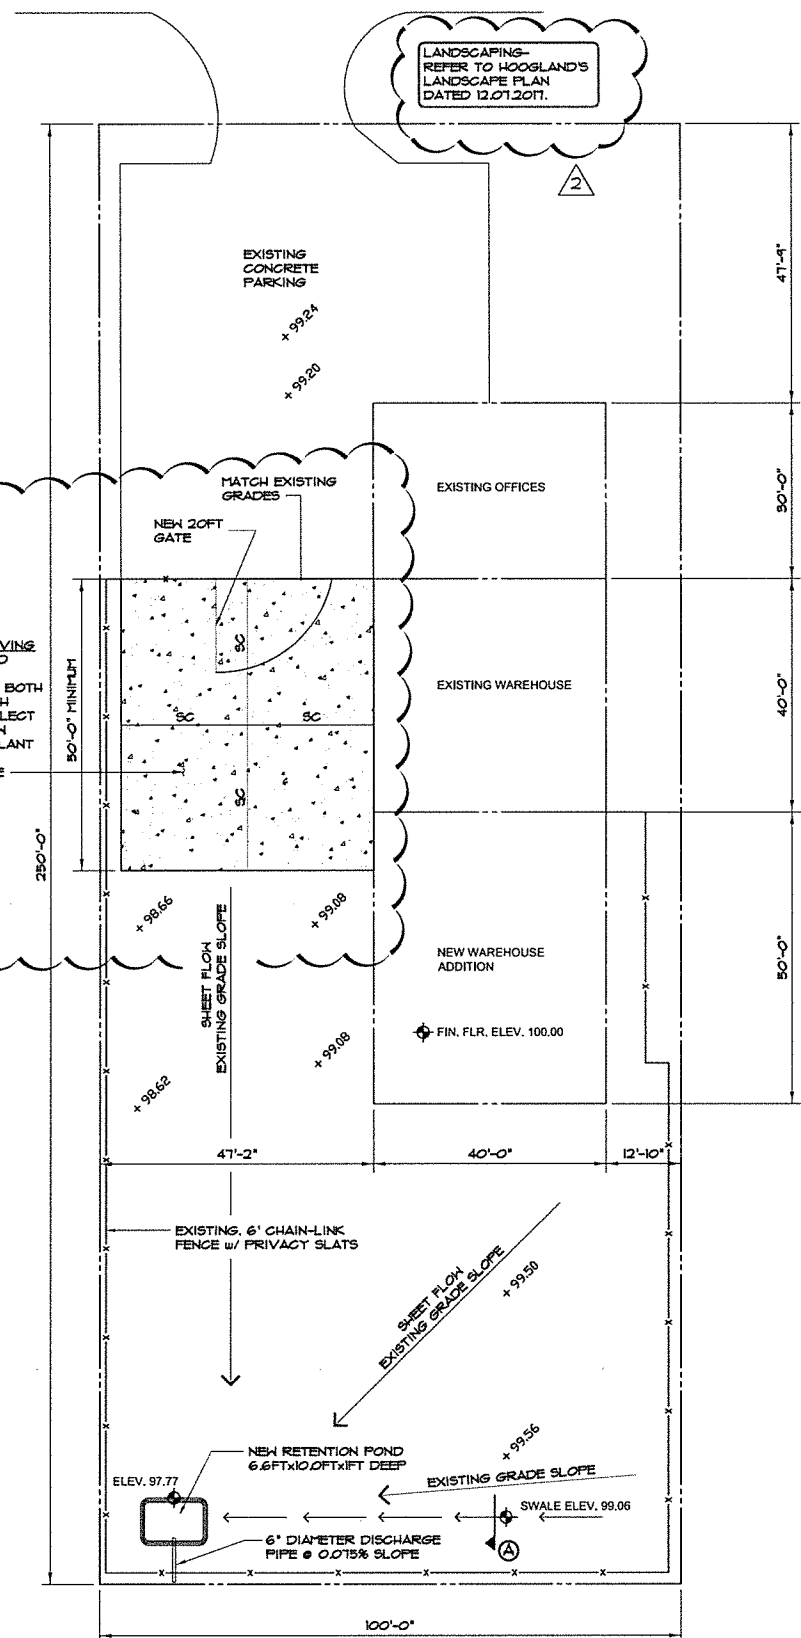 LANDSCAPING-
REFER TO HOOGLAND'S
LANDSCAPE PLAN
DATED 12.07.2017.
2
47'-9"
EXISTING
CONCRETE
PARKING
+ 99.24
+ 99.20
MATCH EXISTING
GRADES
EXISTING OFFICES
30'-0"
NEW 20FT
GATE
SC
VING
BOTH
LECT
LANT
50'-0" MINIMUM
SC
SC
EXISTING WAREHOUSE
40'-0"
SC
250'-0"
+ 98.66
+ 99.08
SHEET FLOW
EXISTING GRADE SLOPE
NEW WAREHOUSE
ADDITION
50'-0"
FIN. FLR. ELEV. 100.00
+ 99.08
+ 98.62
47'-2"
40'-0"
12'-10"
EXISTING. 6' CHAIN-LINK
FENCE w/ PRIVACY SLATS
SHEET FLOW
EXISTING GRADE SLOPE
+ 99.50
+ 99.56
NEW RETENTION POND
6.6FTx10.0FTx1FT DEEP
ELEV. 97.77
EXISTING GRADE SLOPE
SWALE ELEV. 99.06
6" DIAMETER DISCHARGE
PIPE @ 0.075% SLOPE
A
100'-0"